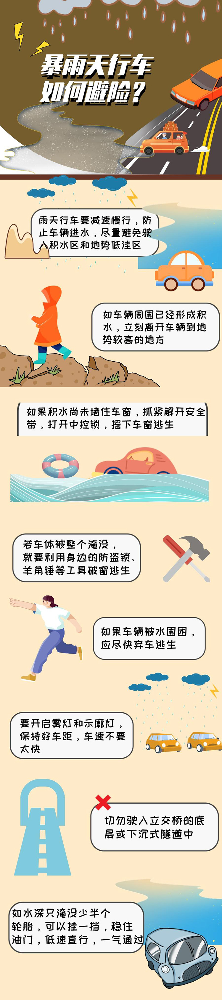 暴雨天行车
如何避险?
雨天行车要减速慢行，防
止车辆进水，尽量避免驶
入积水区和地势低洼区
如车辆周围已经形成积
水，立刻离开车辆到地
势较高的地方
如果积水尚未堵住车窗，抓紧解开安全
带，打开中控锁，摇下车窗逃生
若车体被整个淹没，
就要利用身边的防盗锁、
羊角锤等工具破窗逃生
如果车辆被水围困，
应尽快弃车逃生
要开启雾灯和示廓灯，
保持好车距，车速不要
太快
切勿驶入立交桥的底
层或下沉式隧道中
如水深只淹没少半个
轮胎，可以挂一挡，稳住
油门，低速直行，一气通过